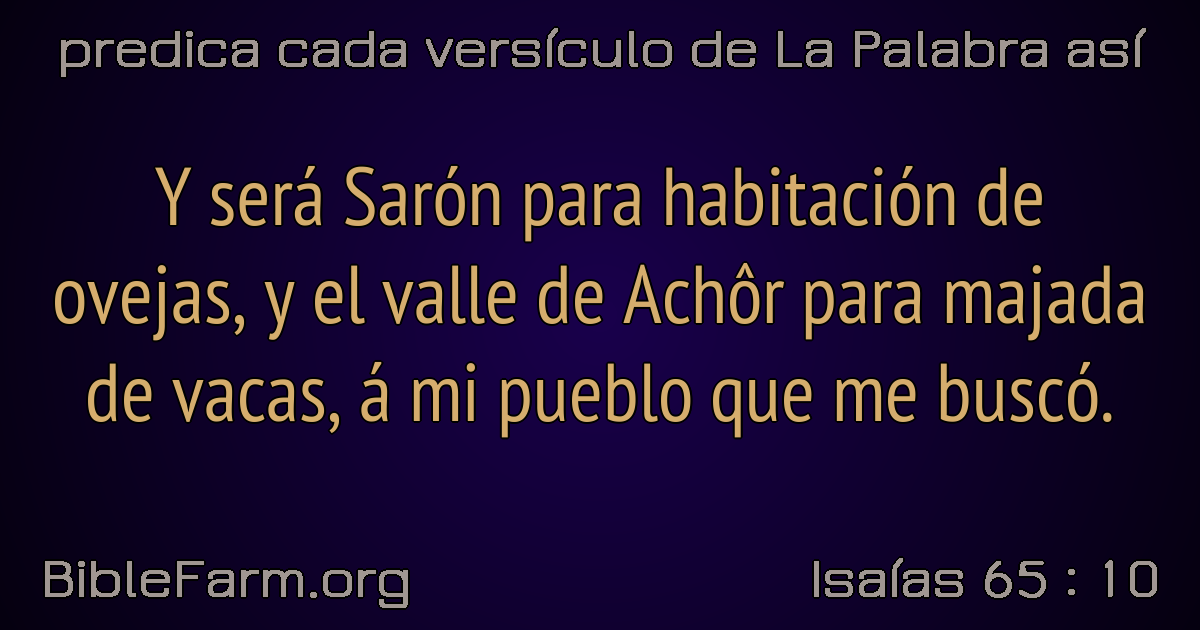 predica cada versículo de La Palabra así
Y será Sarón para habitación de
ovejas, y el valle de Achôr para majada
de vacas, á mi pueblo que me buscó.
BibleFarm.org
Isaías 65 : 10